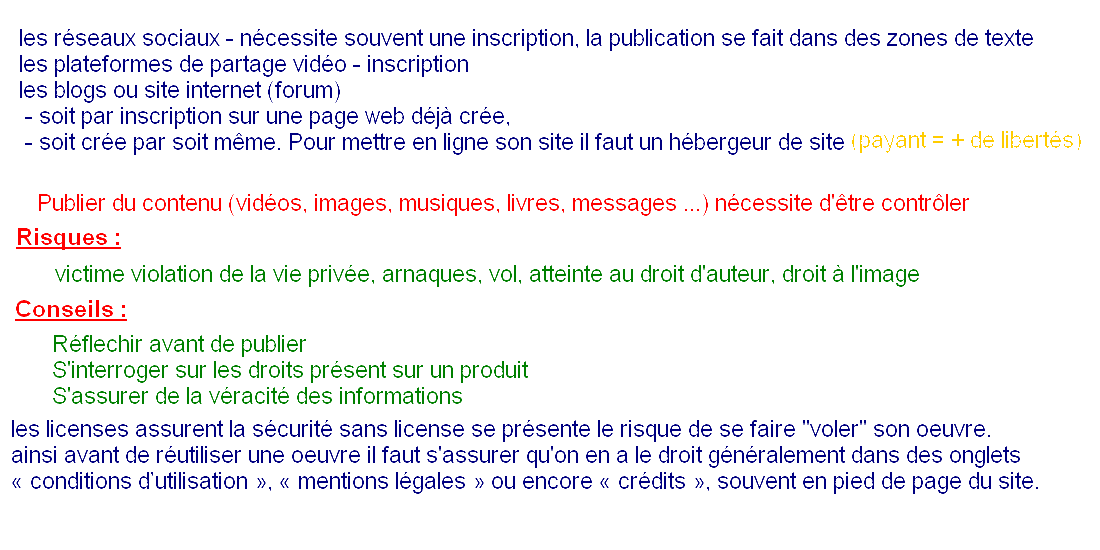 les réseaux sociaux - nécessite souvent une inscription, la publication se fait dans des zones de texte
les plateformes de partage vidéo - inscription
les blogs ou site internet (forum)
- soit par inscription sur une page web déjà crée,
- soit crée par soit même. Pour mettre en ligne son site il faut un hébergeur de site (payant = + de libertés)
Publier du contenu (vidéos, images, musiques, livres, messages ...) nécessite d'être contrôler
Risques :
victime violation de la vie privée, arnaques, vol, atteinte au droit d'auteur, droit à l'image
Conseils :
Réflechir avant de publier
S'interroger sur les droits présent sur un produit
S'assurer de la véracité des informations
les licenses assurent la sécurité sans license se présente le risque de se faire "voler" son oeuvre.
ainsi avant de réutiliser une oeuvre il faut s'assurer qu'on en a le droit généralement dans des onglets
« conditions d’utilisation », « mentions légales » ou encore « crédits », souvent en pied de page du site.